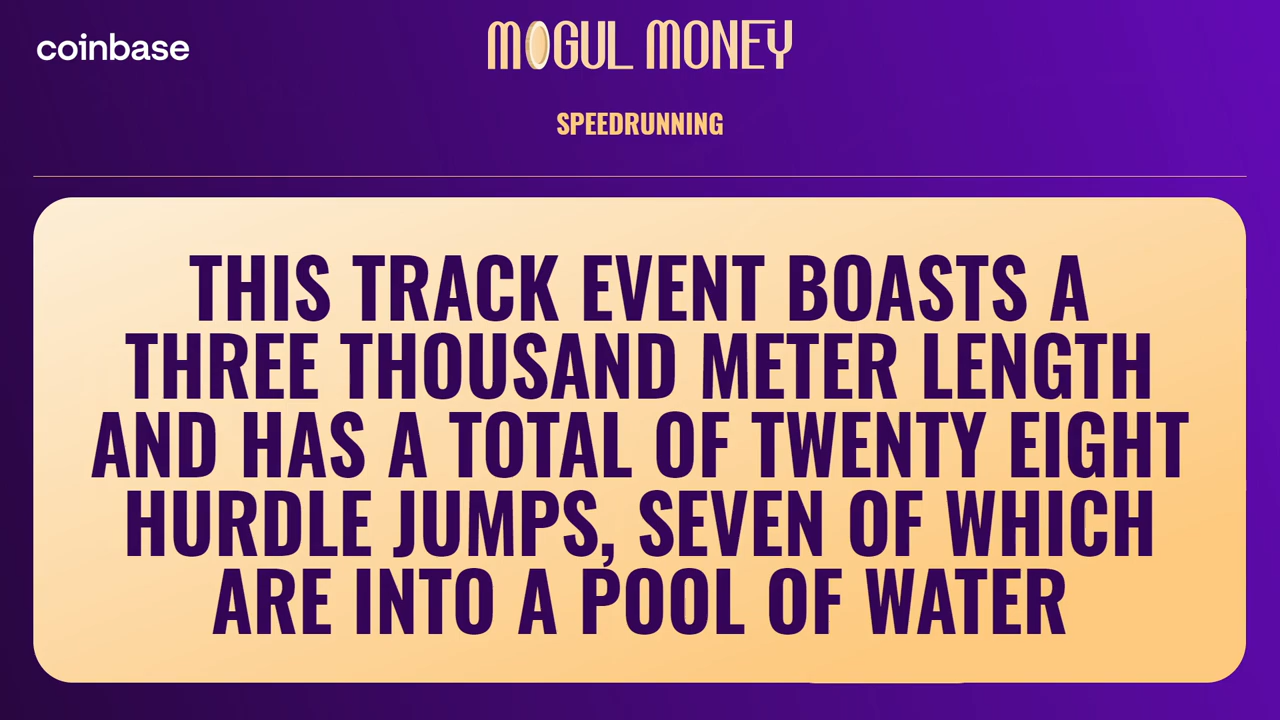 coinbase
MOGUL MONEY
SPEEDRUNNING
THIS TRACK EVENT BOASTS A
THREE THOUSAND METER LENGTH
AND HAS A TOTAL OF TWENTY EIGHT
HURDLE JUMPS, SEVEN OF WHICH
ARE INTO A POOL OF WATER